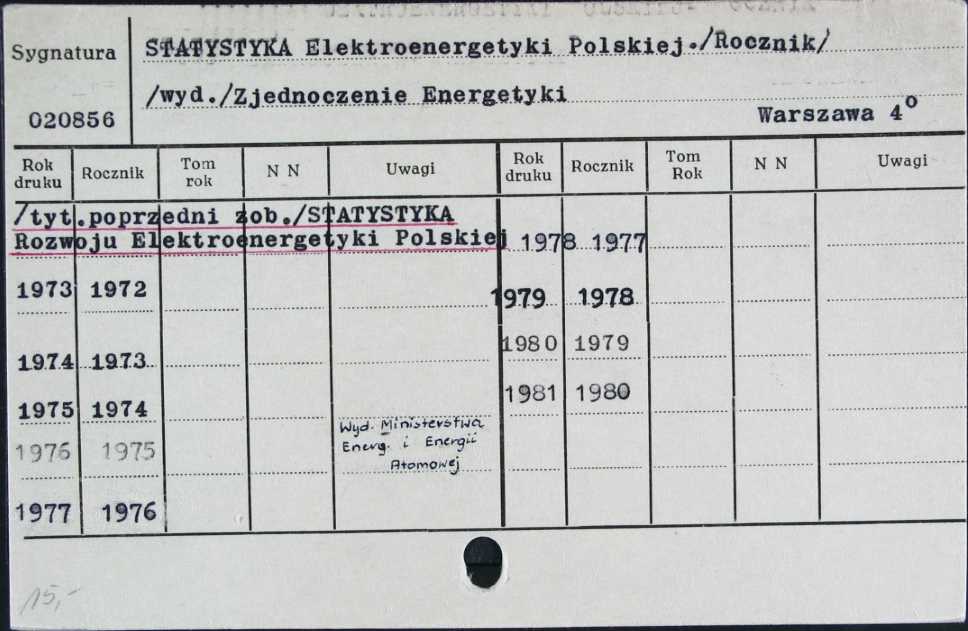 Sygnatura
020856
STATYSTYKA Elektroenergetyki Polskiej./Rocznik/
/wyd./Zjednoczenie Energetyki
Warszawa 4°
Rok druku Rocznik Tom rok N N Uwagi Rok druku Rocznik Tom Rok N N Uwagi
/tyt.poprzedni zob./STATYSTYKA
Rozwoju Elektroenergetyki Polskiej
1973 1972
1974 1973
1975 1974
1976 1975 Wyd. Ministerstwa
Energ. i Energii
Atomowej
1977 1976
1978 1977
1979 1978
1980 1979
1981 1980
15,-